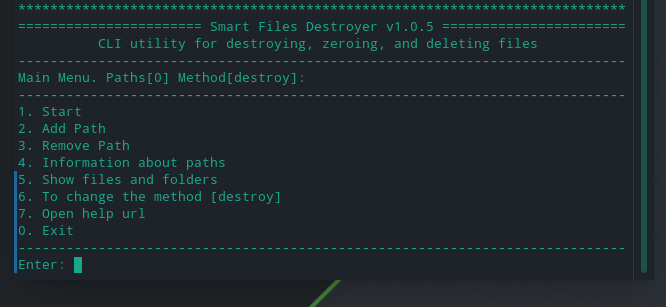 ****************************************************************************
======================= Smart Files Destroyer v1.0.5 =======================
CLI utility for destroying, zeroing, and deleting files
----------------------------------------------------------------------------
Main Menu. Paths[0] Method[destroy]:
----------------------------------------------------------------------------
1. Start
2. Add Path
3. Remove Path
4. Information about paths
5. Show files and folders
6. To change the method [destroy]
7. Open help url
0. Exit
----------------------------------------------------------------------------
Enter: